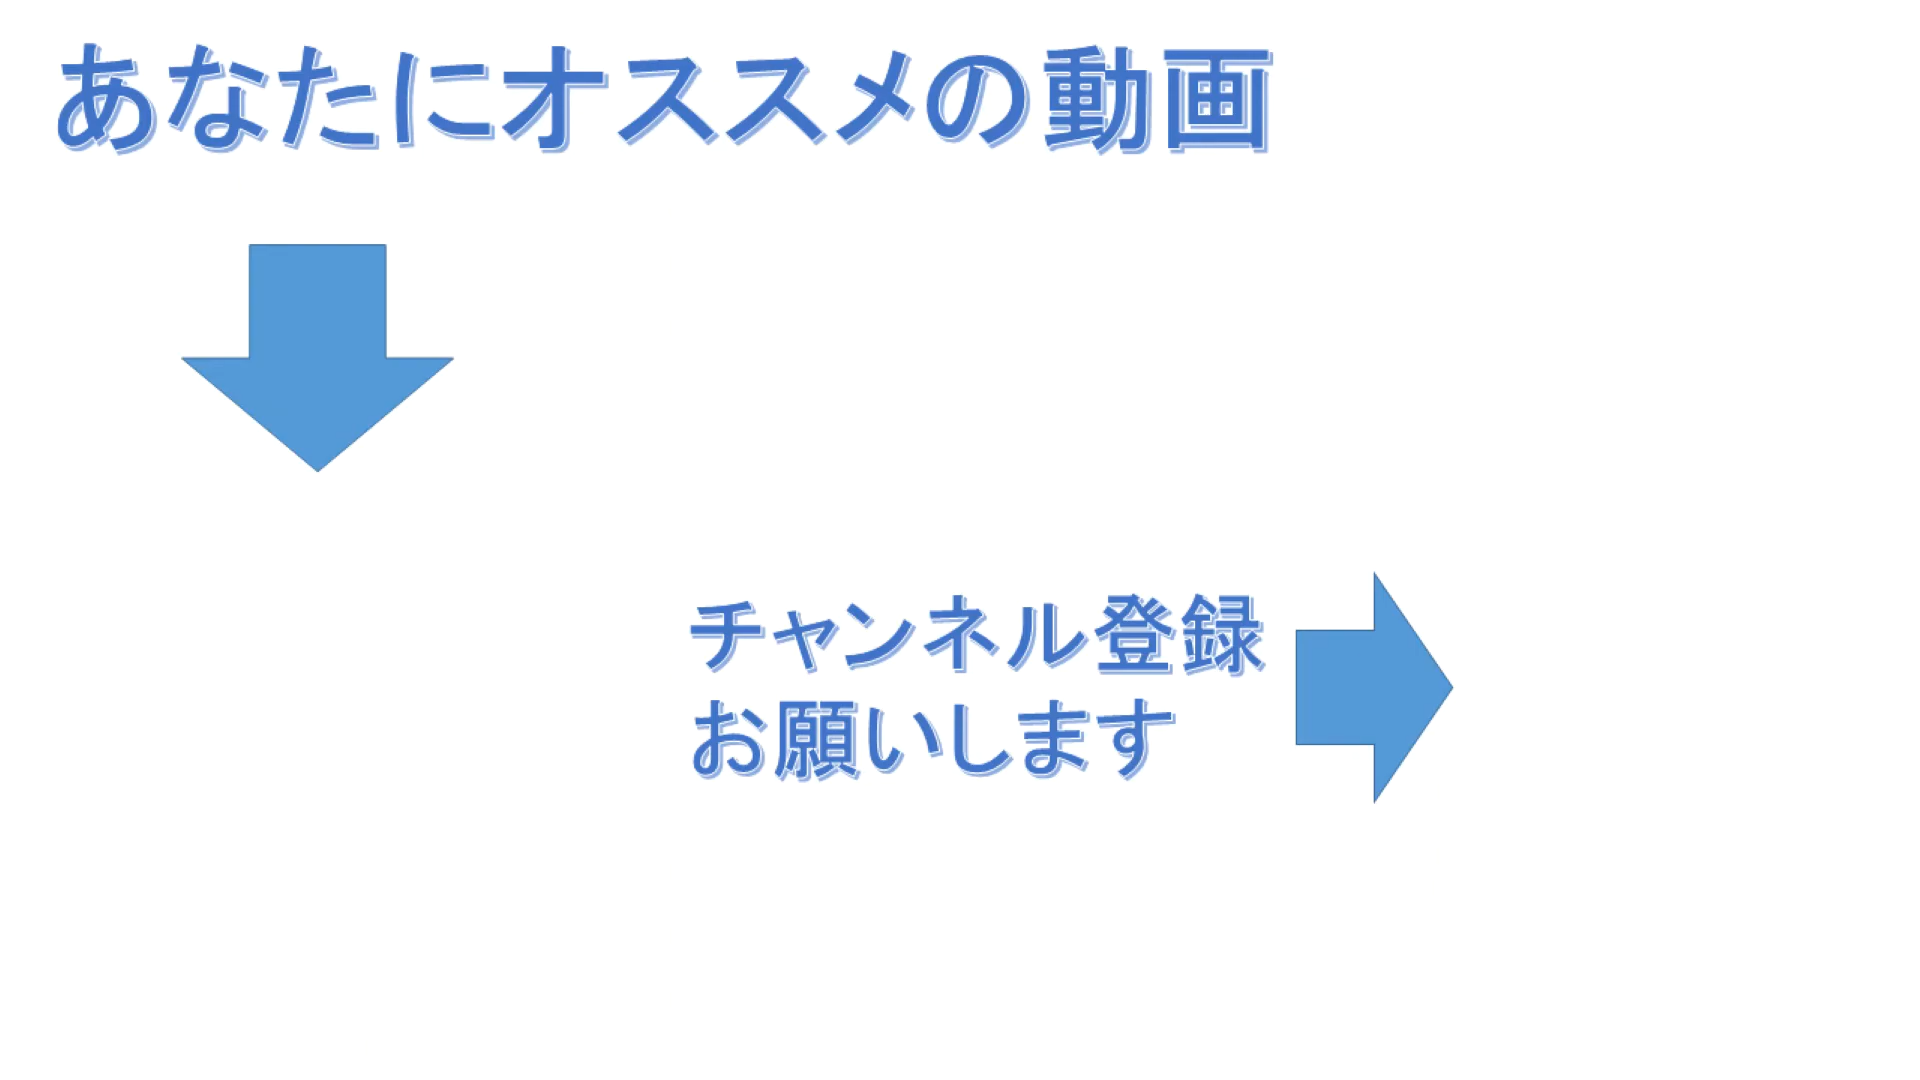 あなたにオススメの動画
チャンネル登録
お願いします